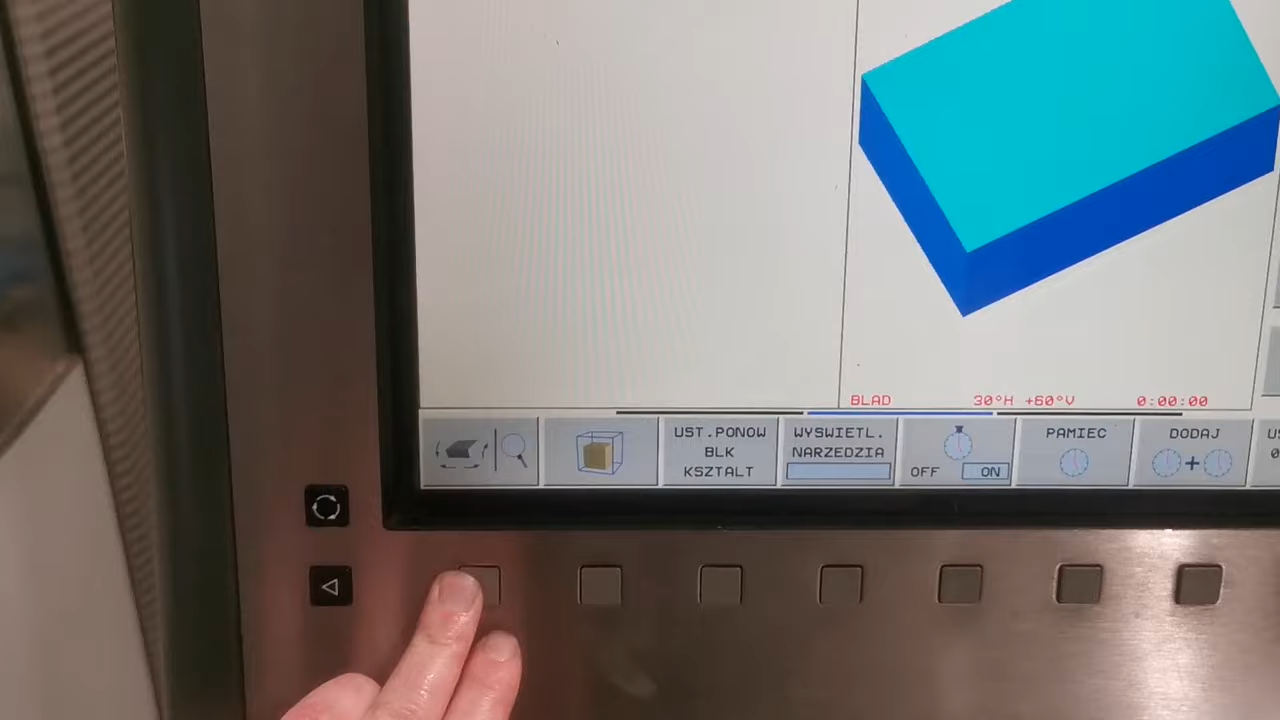 BLAD 30°H +60°V 0:00:00
UST.PONOW
BLK
KSZTALT
WYSWIETL.
NARZEDZIA
OFF ON
PAMIEC
DODAJ
+